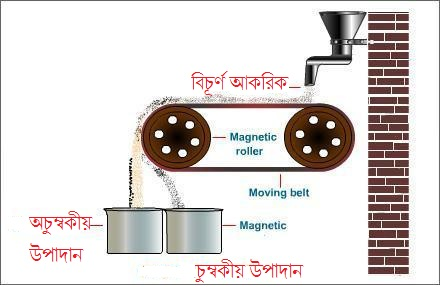 বিচূর্ণ আকরিক
Magnetic
roller
Moving belt
অচুম্বকীয়
উপাদান
Magnetic
চুম্বকীয় উপাদান